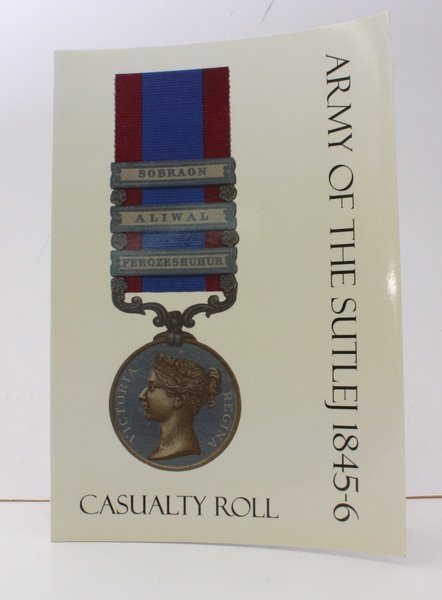 ARMY OF THE SUTLEJ 1845-6
SOBRAON
ALIWAL
FEROZESHUHUR
VICTORIA REGINA
CASUALTY ROLL